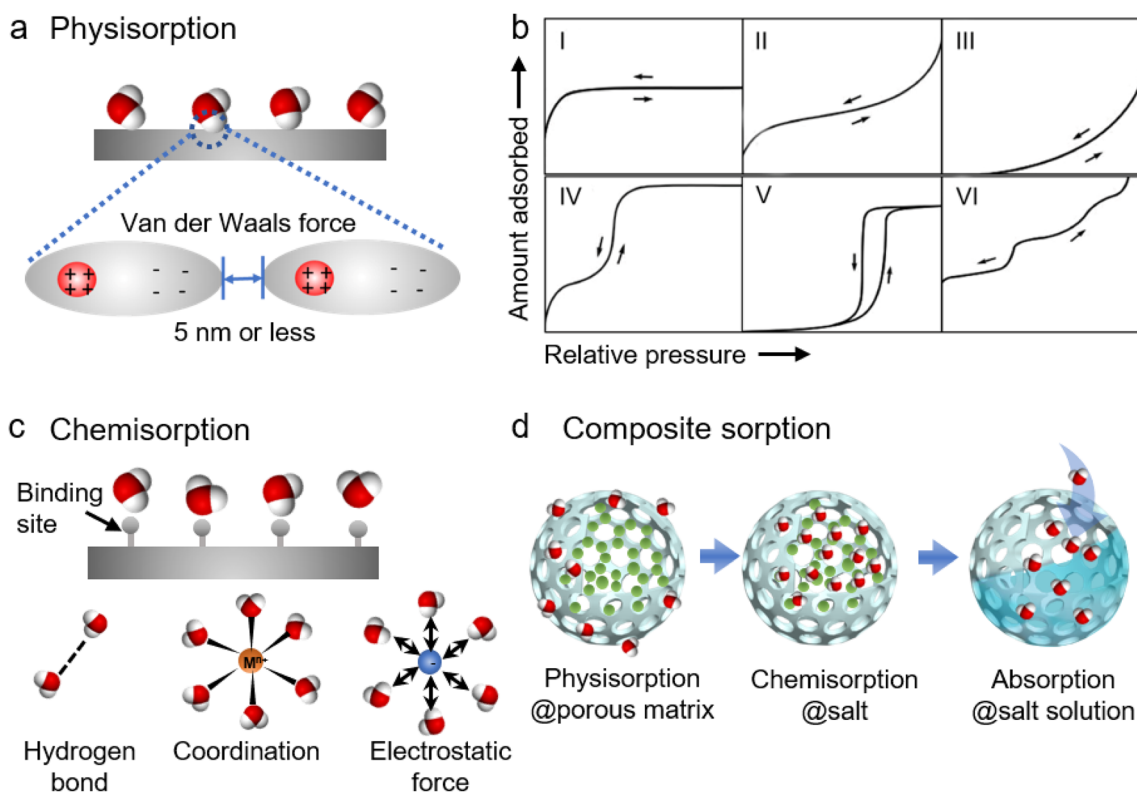 a Physisorption
Van der Waals force
++ ++
- - - -
++ ++
- - - -
5 nm or less
b
I
II
III
IV
V
VI
Amount adsorbed
Relative pressure
c Chemisorption
Binding
site
Mn+
-
Hydrogen
bond
Coordination
Electrostatic
force
d Composite sorption
Physisorption
@porous matrix
Chemisorption
@salt
Absorption
@salt solution